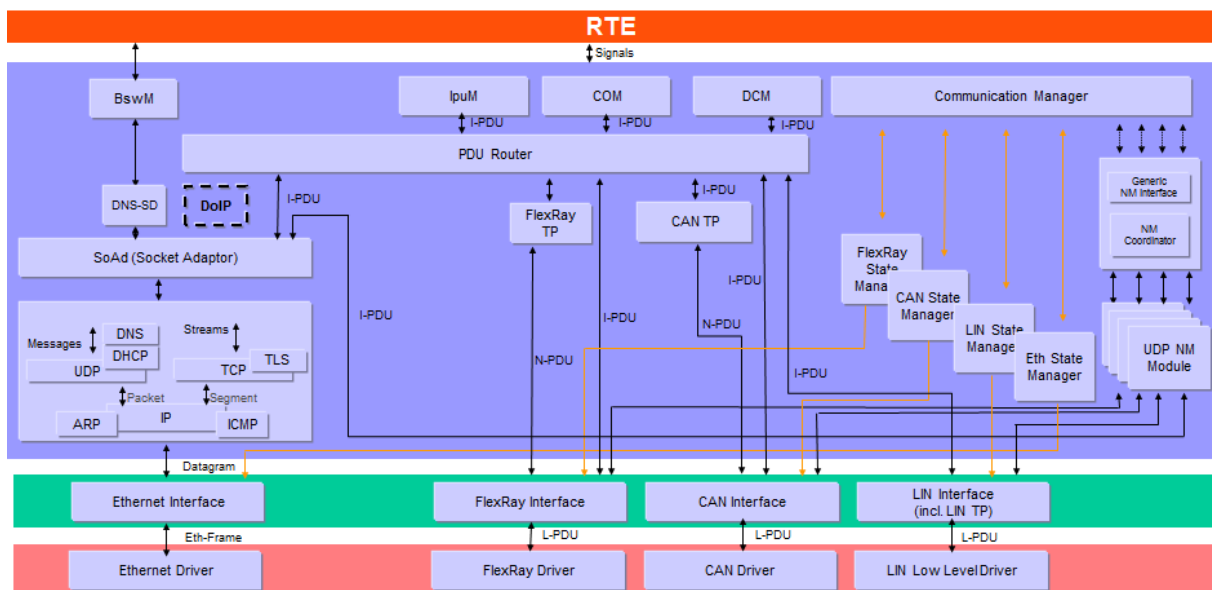 RTE
Signals
BswM
IpuM
COM
DCM
Communication Manager
I-PDU
I-PDU
I-PDU
PDU Router
DNS-SD
DoIP
I-PDU
FlexRay
TP
I-PDU
CAN TP
Generic
NM Interface
NM
Coordinator
SoAd (Socket Adaptor)
FlexRay
State
Manager
CAN State
Manager
LIN State
Manager
Eth State
Manager
UDP NM
Module
I-PDU
I-PDU
N-PDU
N-PDU
I-PDU
Messages
DNS
DHCP
UDP
Streams
TLS
TCP
Packet
Segment
IP
ARP
ICMP
Datagram
Ethernet Interface
FlexRay Interface
CAN Interface
LIN Interface
(incl. LIN TP)
Eth-Frame
L-PDU
L-PDU
L-PDU
Ethernet Driver
FlexRay Driver
CAN Driver
LIN Low Level Driver